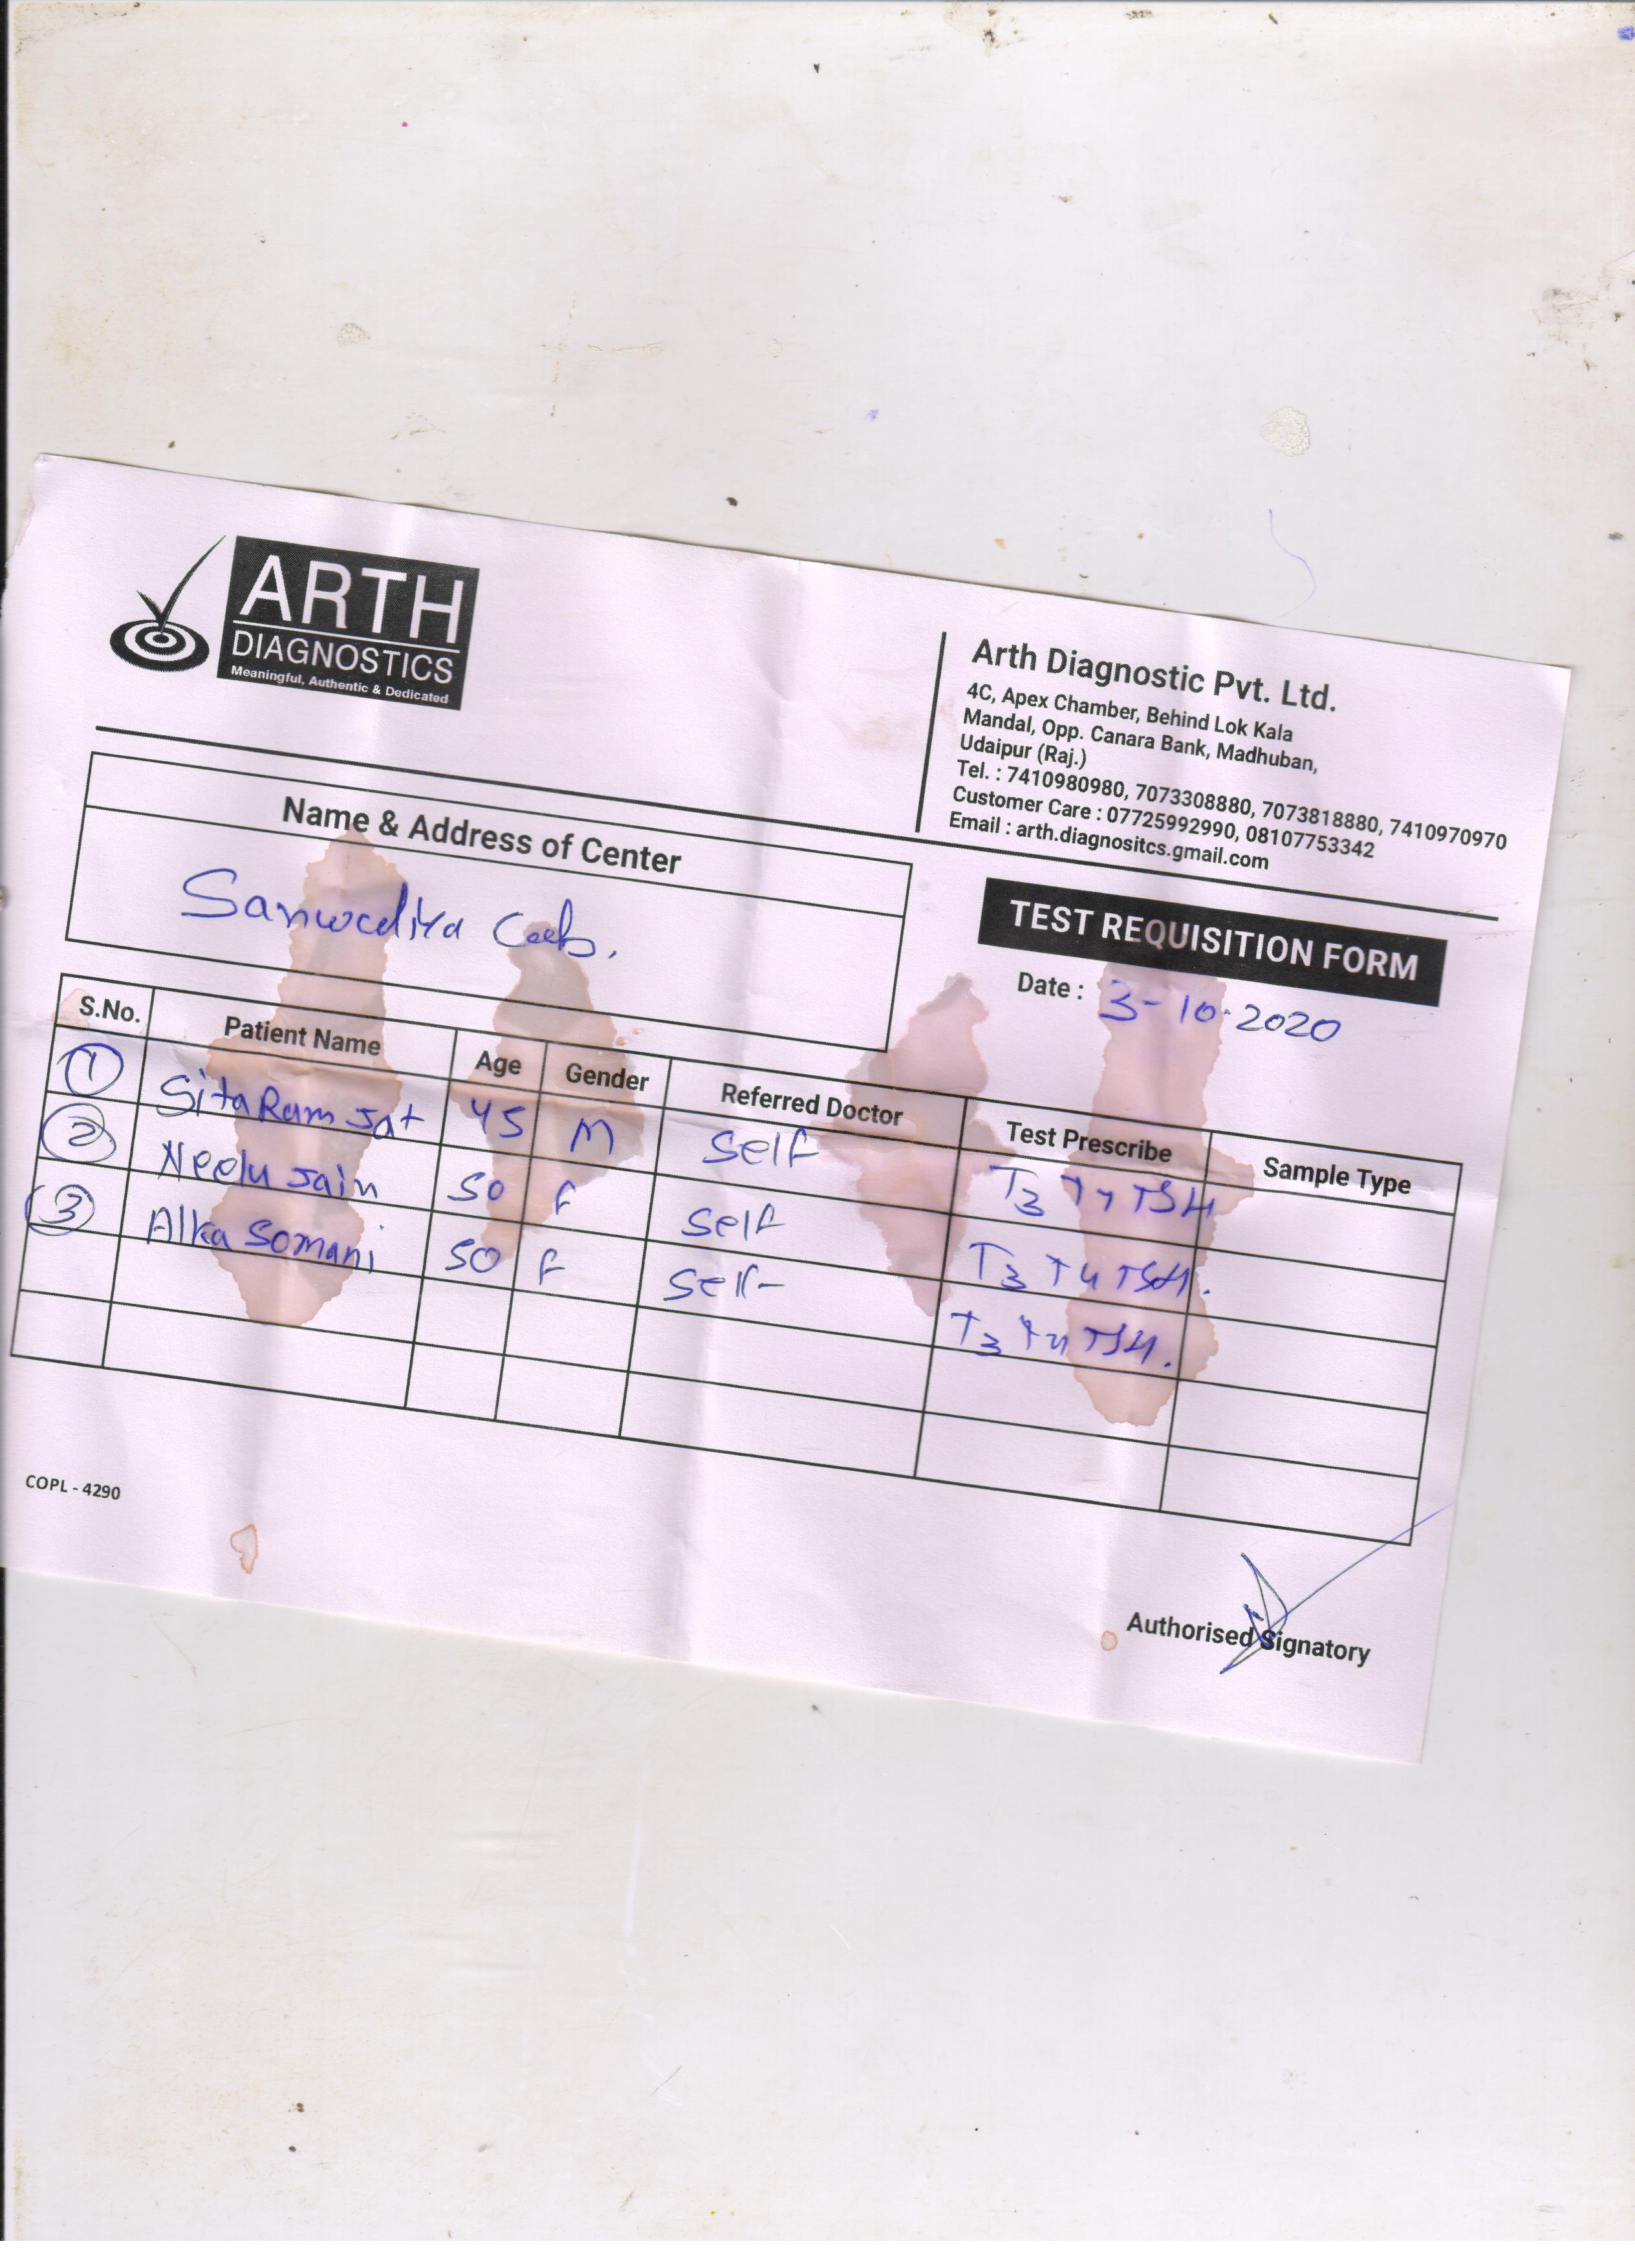 ARTH
DIAGNOSTICS
Meaningful, Authentic & Dedicated
Arth Diagnostic Pvt. Ltd.
4C, Apex Chamber, Behind Lok Kala
Mandal, Opp. Canara Bank, Madhuban,
Udaipur (Raj.)
Tel. : 7410980980, 7073308880, 7073818880, 7410970970
Customer Care : 07725992990, 08107753342
Email : arth.diagnositcs.gmail.com
Name & Address of Center
TEST REQUISITION FORM
Date : 3-10-2020
S.No. Patient Name Age Gender Referred Doctor Test Prescribe Sample Type
1 Sita Ram Jat 45 M Self T3 T4 TSH
2 Neelu Jain 50 F Self T3 T4 TSH.
3 Alka Somani 50 F Self T3 T4 TSH.
COPL - 4290
Authorised Signatory